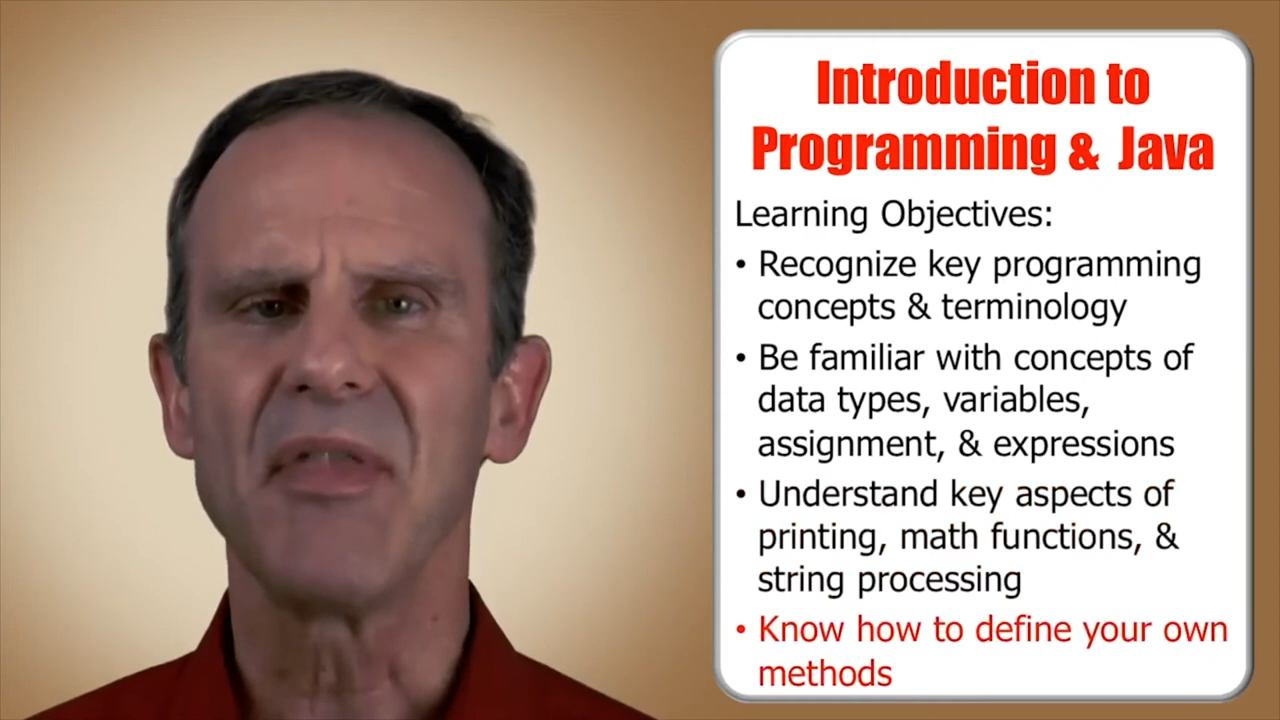 Introduction to
Programming & Java
Learning Objectives:
• Recognize key programming
concepts & terminology
• Be familiar with concepts of
data types, variables,
assignment, & expressions
• Understand key aspects of
printing, math functions, &
string processing
• Know how to define your own
methods